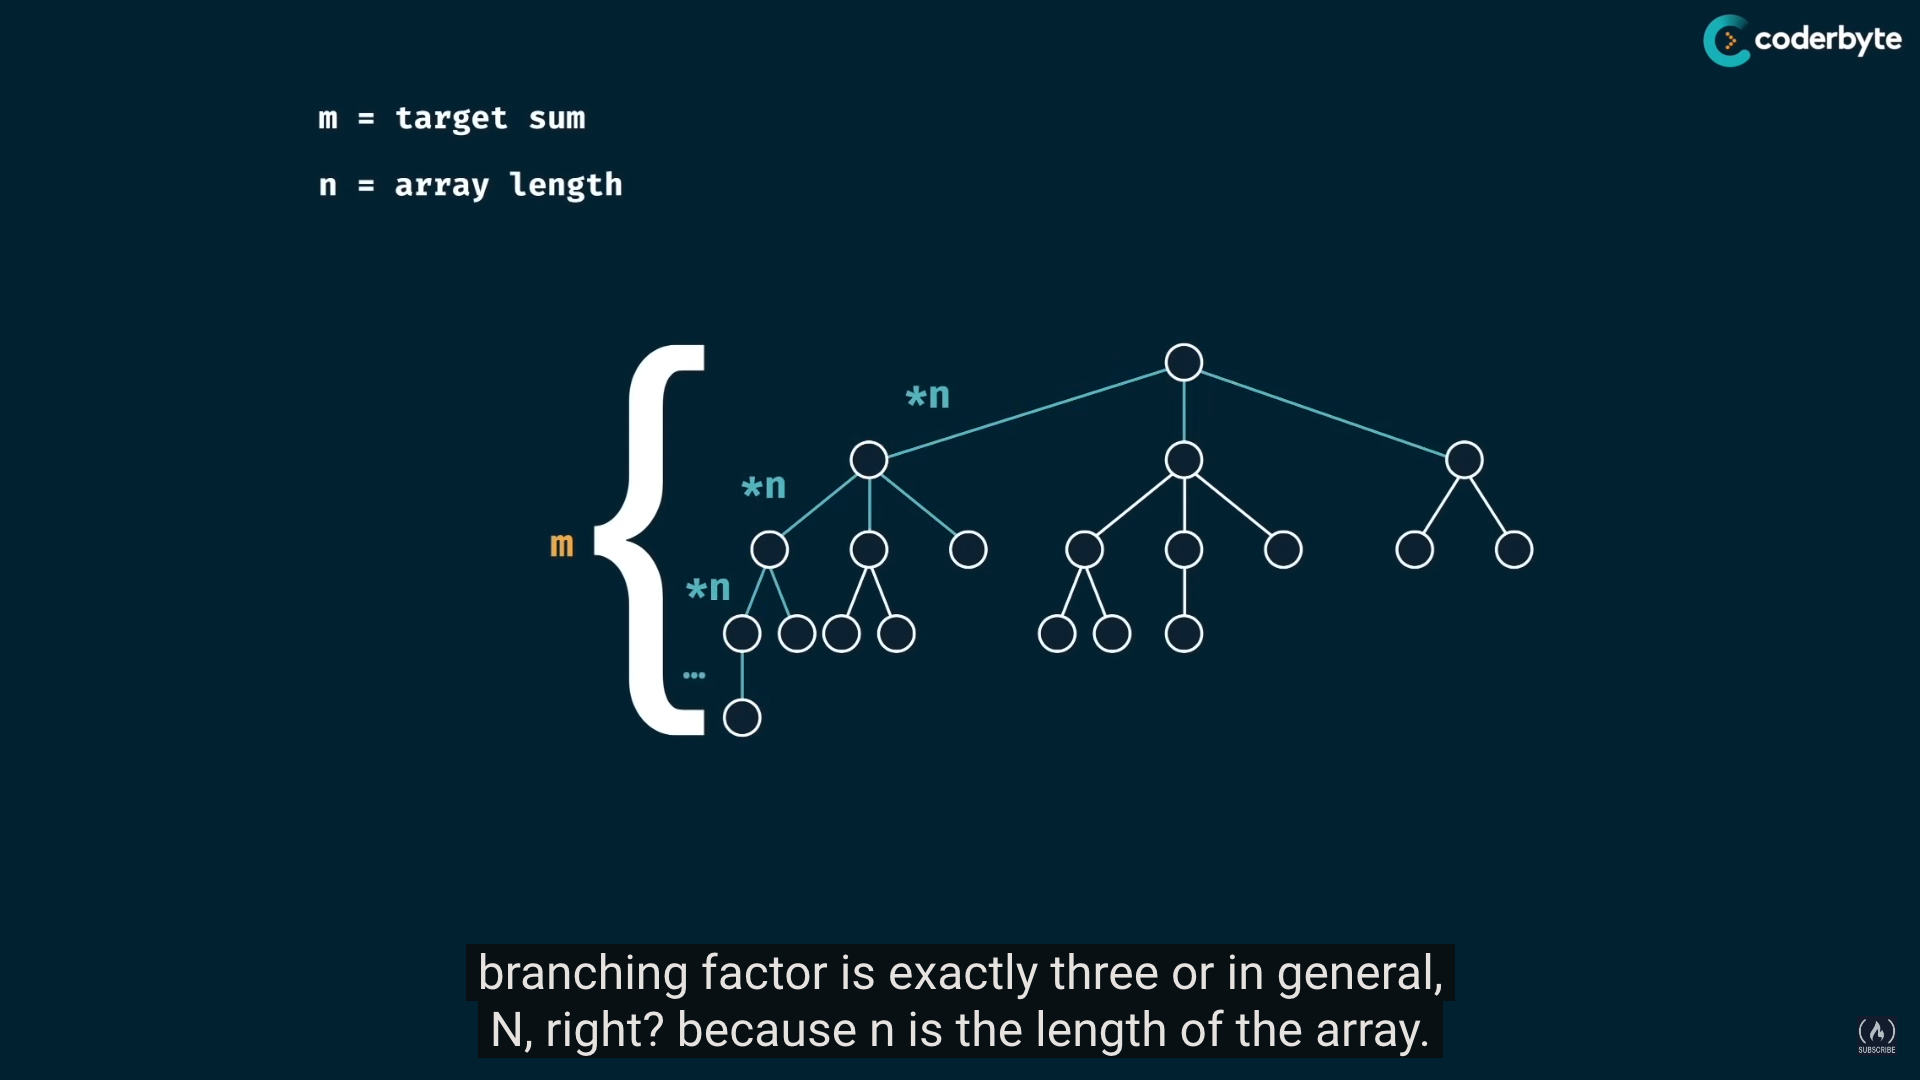 coderbyte
m = target sum
n = array length
*n
*n
m
*n
...
branching factor is exactly three or in general,
N, right? because n is the length of the array.
SUBSCRIBE